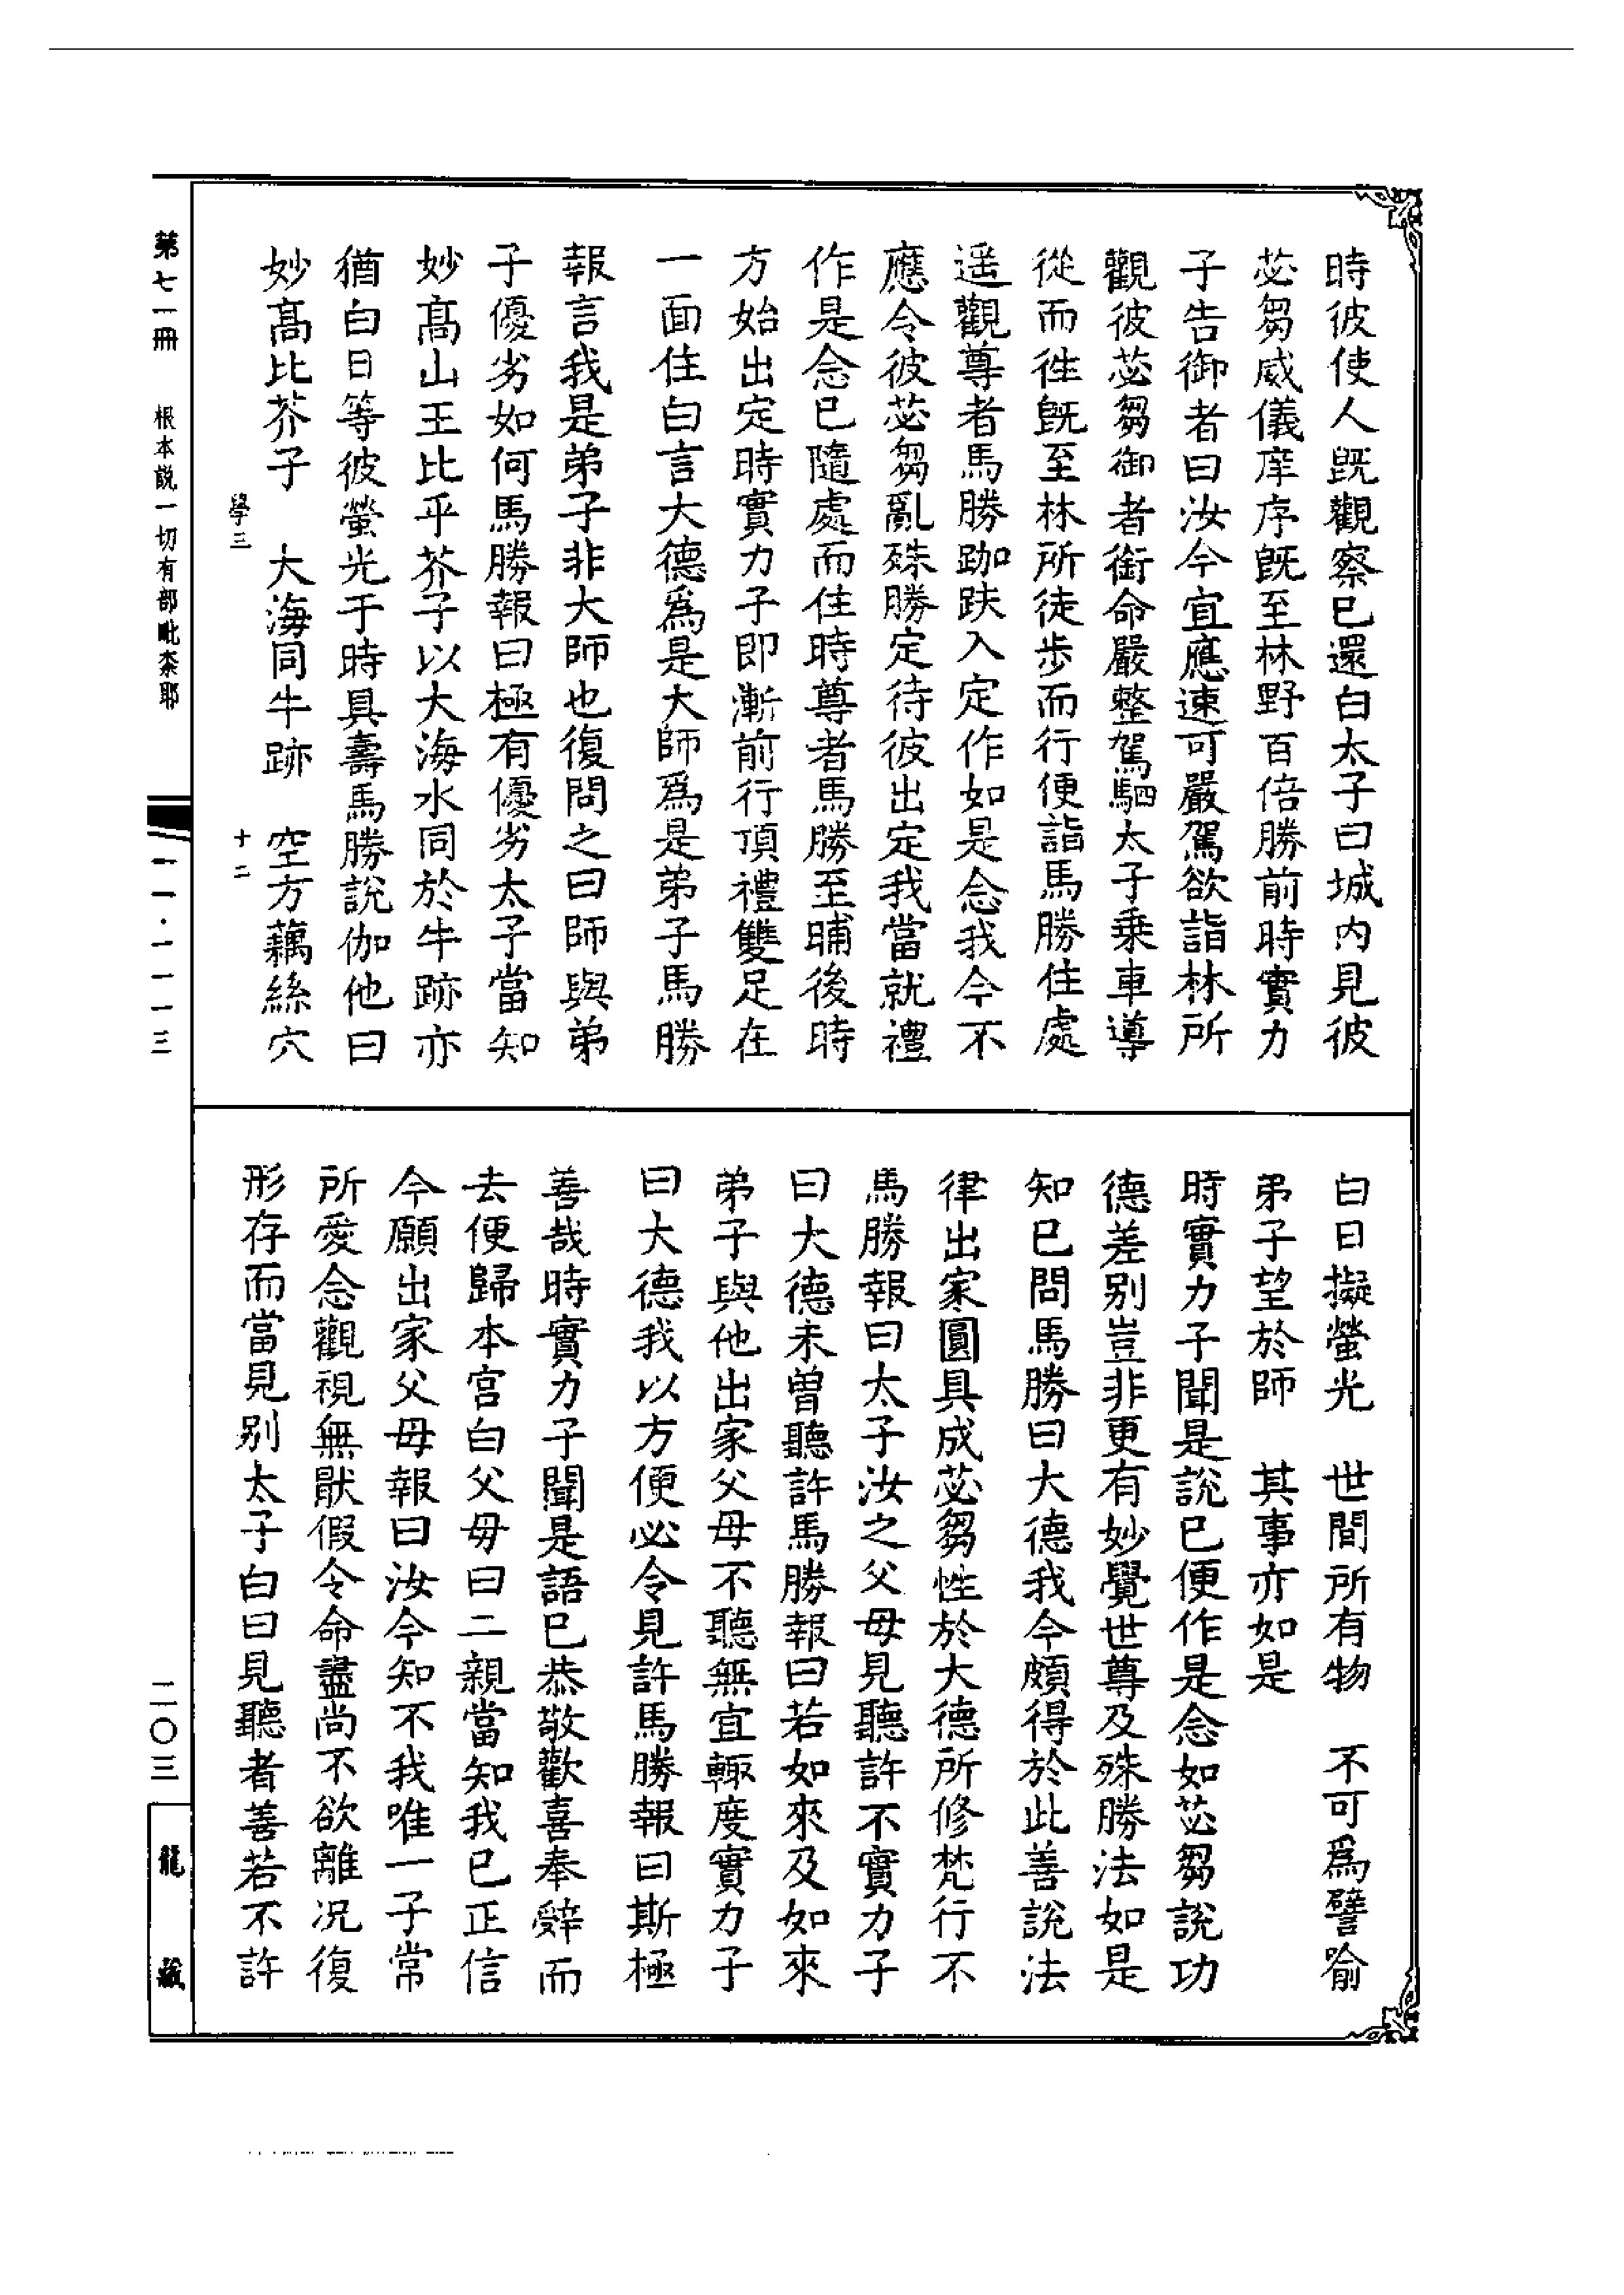 時彼使人既觀察已還白太子曰城内見彼
苾芻威儀庠序既至林野百倍勝前時實力
子告御者曰汝今宜應速可嚴駕欲詣林所
觀彼苾芻御者銜命嚴整駕駟太子乗車導
從而徃既至林所徒步而行便詣馬勝住處
遥觀尊者馬勝跏趺入定作如是念我今不
應令彼苾芻亂殊勝定待彼出定我當就禮
作是念已隨處而住時尊者馬勝至晡後時
方始出定時實力子即漸前行頂禮雙足在
一面住白言大德爲是大師爲是弟子馬勝
報言我是弟子非大師也復問之曰師與弟
子優劣如何馬勝報曰極有優劣太子當知
妙髙山王比乎芥子以大海水同於牛跡亦
猶白日等彼螢光于時具壽馬勝說伽他曰
妙髙比芥子　大海同牛跡　空方藕絲穴
學三　十二
白日擬螢光　世間所有物　不可爲譬喻
弟子望於師　其事亦如是
時實力子聞是說已便作是念如苾芻說功
德差别豈非更有妙覺世尊及殊勝法如是
知已問馬勝曰大德我今頗得於此善說法
律出家圓具成苾芻性於大德所修梵行不
馬勝報曰太子汝之父母見聽許不實力子
曰大德未曾聽許馬勝報曰若如來及如來
弟子與他出家父母不聽無宜輒度實力子
曰大德我以方便必令見許馬勝報曰斯極
善哉時實力子聞是語已恭敬歡喜奉辤而
去便歸本宫白父母曰二親當知我已正信
今願出家父母報曰汝今知不我唯一子常
所愛念觀視無猒假令命盡尚不欲離况復
形存而當見别太子白曰見聽者善若不許
第七一冊　根本説一切有部毗柰耶
一一·一一一三
二〇三
龍藏